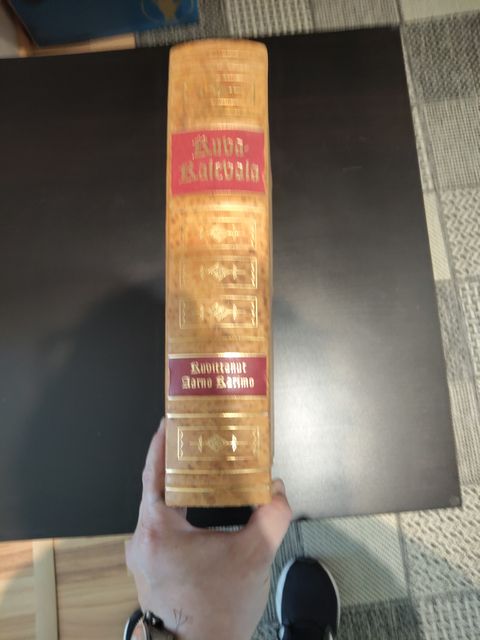 Kuva-
Kalevala
Kuvittanut
Aarno Karimo